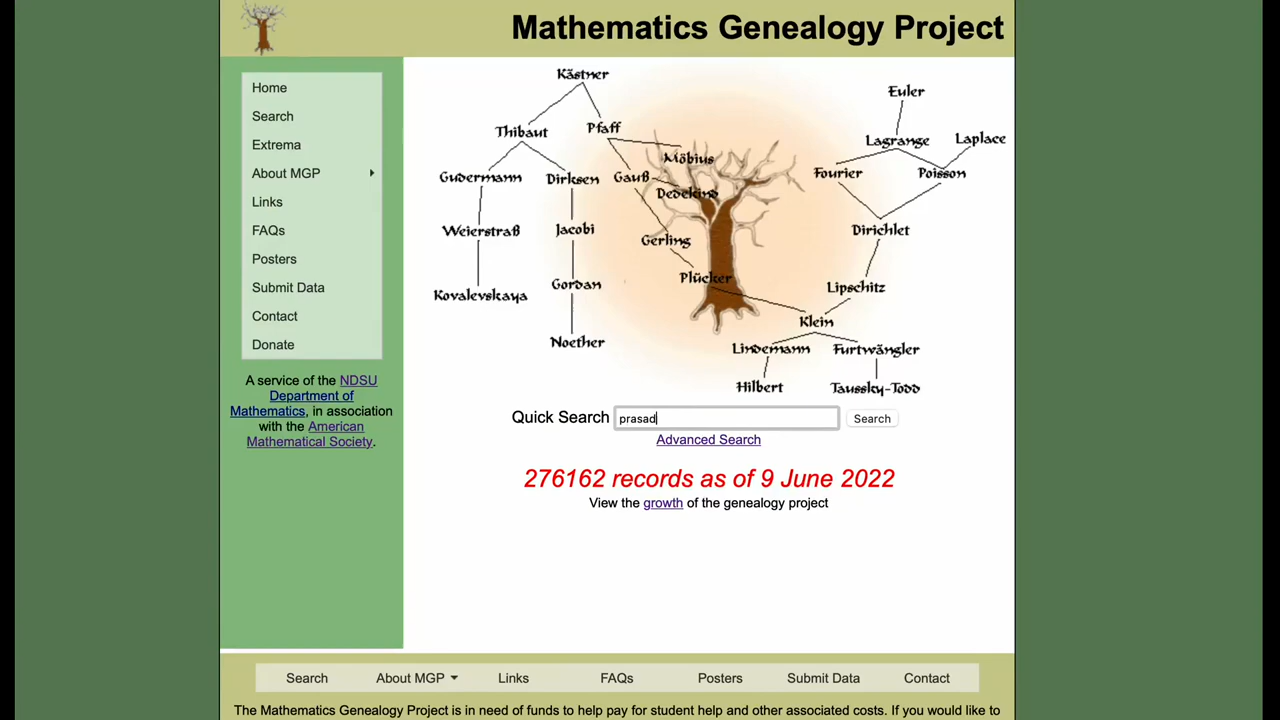 Mathematics Genealogy Project
Home
Search
Extrema
About MGP
Links
FAQs
Posters
Submit Data
Contact
Donate
A service of the NDSU
Department of
Mathematics, in association
with the American
Mathematical Society.
Kästner
Euler
Thibaut
Pfaff
Lagrange
Laplace
Möbius
Gudermann
Dirksen
Gauß
Dedekind
Fourier
Poisson
Weierstraß
Jacobi
Gerling
Dirichlet
Kovalevskaya
Gordan
Plücker
Lipschitz
Klein
Noether
Lindemann
Furtwängler
Hilbert
Taussky-Todd
Quick Search prasad Search
Advanced Search
276162 records as of 9 June 2022
View the growth of the genealogy project
Search About MGP Links FAQs Posters Submit Data Contact
The Mathematics Genealogy Project is in need of funds to help pay for student help and other associated costs. If you would like to